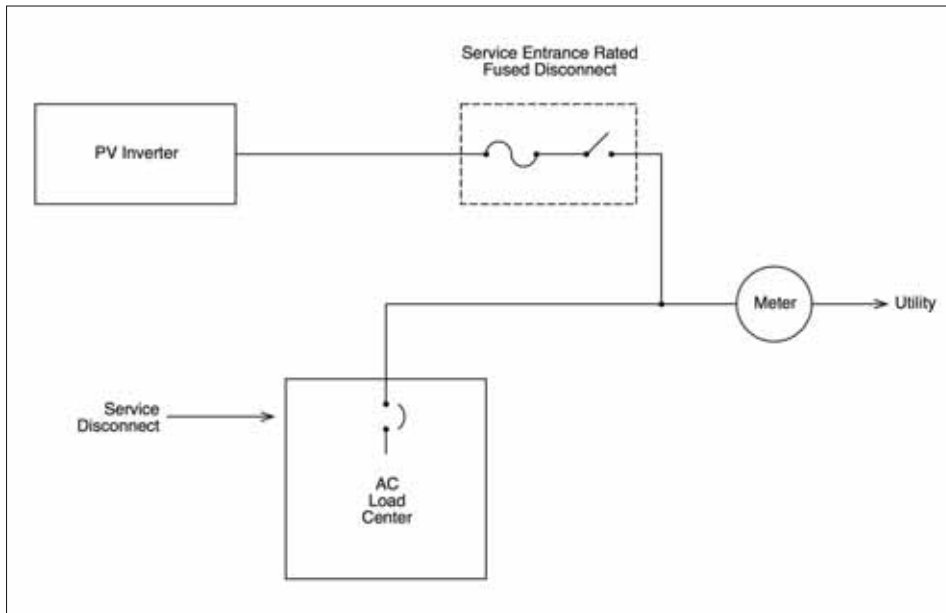 Service Entrance Rated
Fused Disconnect
PV Inverter
Meter
Utility
Service
Disconnect
AC
Load
Center